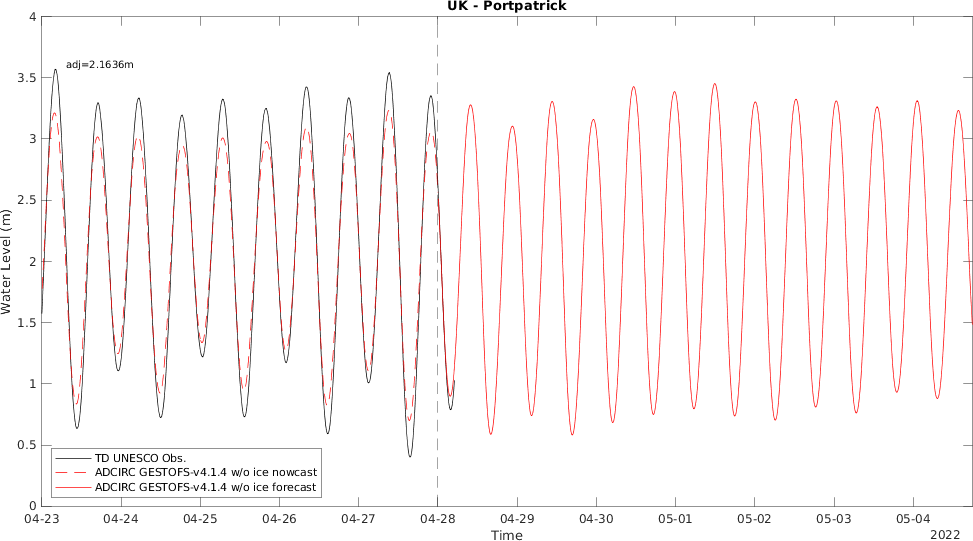 UK - Portpatrick
adj=2.1636m
Water Level (m)
4
3.5
3
2.5
2
1.5
1
0.5
0
TD UNESCO Obs.
ADCIRC GESTOFS-v4.1.4 w/o ice nowcast
ADCIRC GESTOFS-v4.1.4 w/o ice forecast
04-23 04-24 04-25 04-26 04-27 04-28 04-29 04-30 05-01 05-02 05-03 05-04
Time
2022